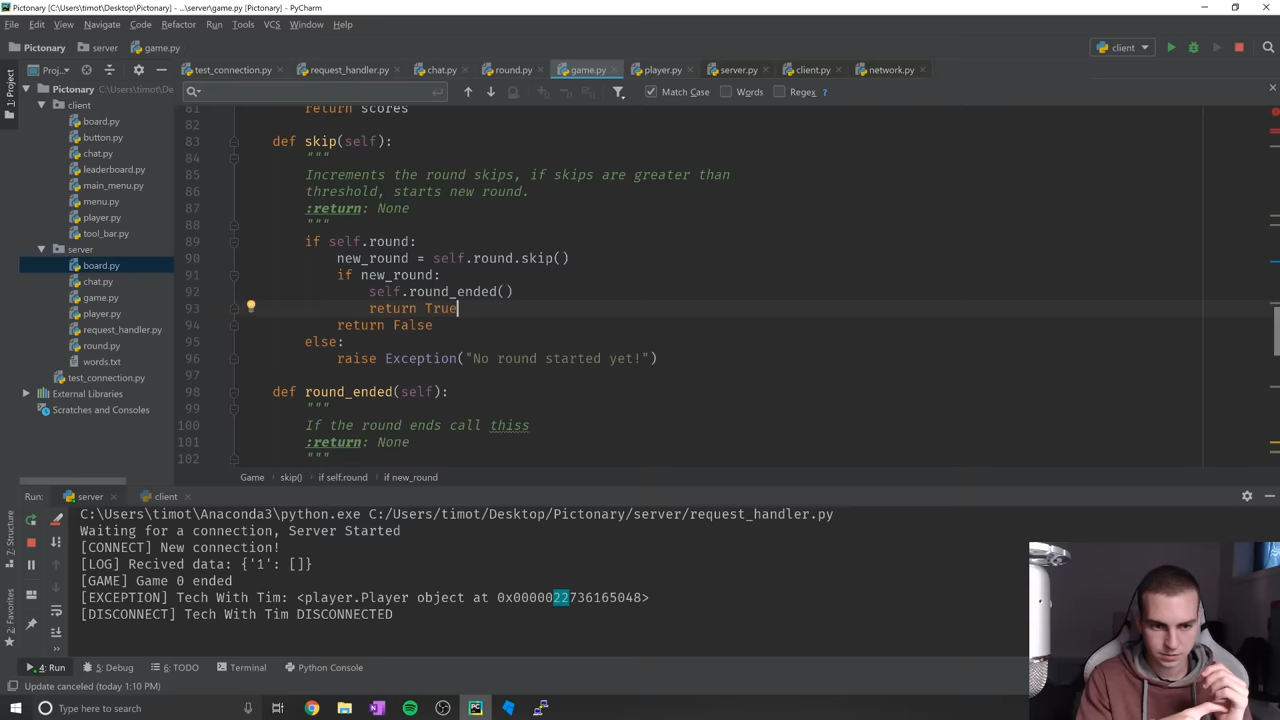 Pictonary [C:\Users\timot\Desktop\Pictonary] - ...\server\game.py [Pictonary] - PyCharm
File Edit View Navigate Code Refactor Run Tools VCS Window Help
Pictonary server game.py client
1: Project
Proj...
test_connection.py request_handler.py chat.py round.py game.py player.py server.py client.py network.py
Match Case Words Regex ?
Pictonary C:\Users\timot\D
client
board.py
button.py
chat.py
leaderboard.py
main_menu.py
menu.py
player.py
tool_bar.py
server
board.py
chat.py
game.py
player.py
request_handler.py
round.py
words.txt
test_connection.py
External Libraries
Scratches and Consoles
81 return scores
82
83 def skip(self):
84 """
85 Increments the round skips, if skips are greater than
86 threshold, starts new round.
87 :return: None
88 """
89 if self.round:
90 new_round = self.round.skip()
91 if new_round:
92 self.round_ended()
93 return True
94 return False
95 else:
96 raise Exception("No round started yet!")
97
98 def round_ended(self):
99 """
100 If the round ends call thiss
101 :return: None
102 """
Game skip() if self.round if new_round
Run: server client
C:\Users\timot\Anaconda3\python.exe C:/Users/timot/Desktop/Pictonary/server/request_handler.py
Waiting for a connection, Server Started
[CONNECT] New connection!
[LOG] Recived data: {'1': []}
[GAME] Game 0 ended
[EXCEPTION] Tech With Tim: <player.Player object at 0x0000022736165048>
[DISCONNECT] Tech With Tim DISCONNECTED
7: Structure
2: Favorites
4: Run 5: Debug 6: TODO Terminal Python Console
Update canceled (today 1:10 PM)
Type here to search